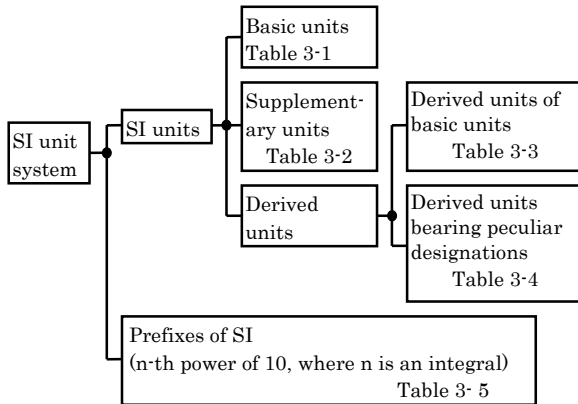 SI unit
system
SI units
Basic units
Table 3-1
Supplement-
ary units
Table 3-2
Derived
units
Derived units of
basic units
Table 3-3
Derived units
bearing peculiar
designations
Table 3-4
Prefixes of SI
(n-th power of 10, where n is an integral)
Table 3- 5